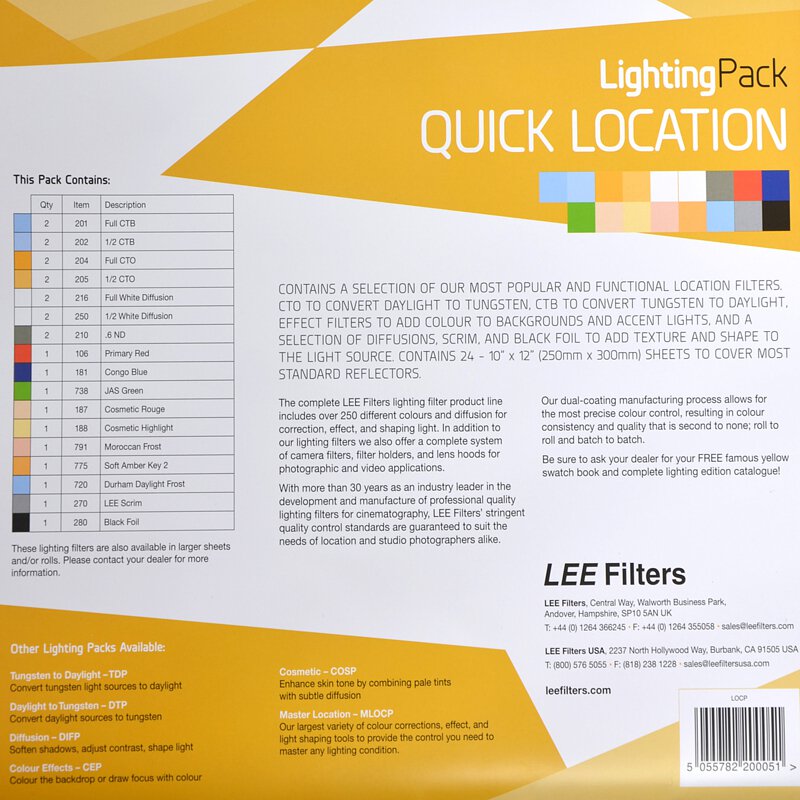 LightingPack
QUICK LOCATION
This Pack Contains:
Qty Item Description
2 201 Full CTB
2 202 1/2 CTB
2 204 Full CTO
2 205 1/2 CTO
2 216 Full White Diffusion
2 250 1/2 White Diffusion
2 210 .6 ND
1 106 Primary Red
1 181 Congo Blue
1 738 JAS Green
1 187 Cosmetic Rouge
1 188 Cosmetic Highlight
1 791 Moroccan Frost
1 775 Soft Amber Key 2
1 720 Durham Daylight Frost
1 270 LEE Scrim
1 280 Black Foil
These lighting filters are also available in larger sheets
and/or rolls. Please contact your dealer for more
information.
CONTAINS A SELECTION OF OUR MOST POPULAR AND FUNCTIONAL LOCATION FILTERS.
CTO TO CONVERT DAYLIGHT TO TUNGSTEN, CTB TO CONVERT TUNGSTEN TO DAYLIGHT,
EFFECT FILTERS TO ADD COLOUR TO BACKGROUNDS AND ACCENT LIGHTS, AND A
SELECTION OF DIFFUSIONS, SCRIM, AND BLACK FOIL TO ADD TEXTURE AND SHAPE TO
THE LIGHT SOURCE. CONTAINS 24 - 10" x 12" (250mm x 300mm) SHEETS TO COVER MOST
STANDARD REFLECTORS.
The complete LEE Filters lighting filter product line
includes over 250 different colours and diffusion for
correction, effect, and shaping light. In addition to
our lighting filters we also offer a complete system
of camera filters, filter holders, and lens hoods for
photographic and video applications.
With more than 30 years as an industry leader in the
development and manufacture of professional quality
lighting filters for cinematography, LEE Filters' stringent
quality control standards are guaranteed to suit the
needs of location and studio photographers alike.
Our dual-coating manufacturing process allows for
the most precise colour control, resulting in colour
consistency and quality that is second to none; roll to
roll and batch to batch.
Be sure to ask your dealer for your FREE famous yellow
swatch book and complete lighting edition catalogue!
LEE Filters
LEE Filters, Central Way, Walworth Business Park,
Andover, Hampshire, SP10 5AN UK
T: +44 (0) 1264 366245 · F: +44 (0) 1264 355058 · sales@leefilters.com
LEE Filters USA, 2237 North Hollywood Way, Burbank, CA 91505 USA
T: (800) 576 5055 · F: (818) 238 1228 · sales@leefiltersusa.com
leefilters.com
Other Lighting Packs Available:
Tungsten to Daylight – TDP
Convert tungsten light sources to daylight
Daylight to Tungsten - DTP
Convert daylight sources to tungsten
Diffusion – DIFP
Soften shadows, adjust contrast, shape light
Colour Effects – CEP
Colour the backdrop or draw focus with colour
Cosmetic – COSP
Enhance skin tone by combining pale tints
with subtle diffusion
Master Location – MLOCP
Our largest variety of colour corrections, effect, and
light shaping tools to provide the control you need to
master any lighting condition.
LOCP
5 055782 200051 >